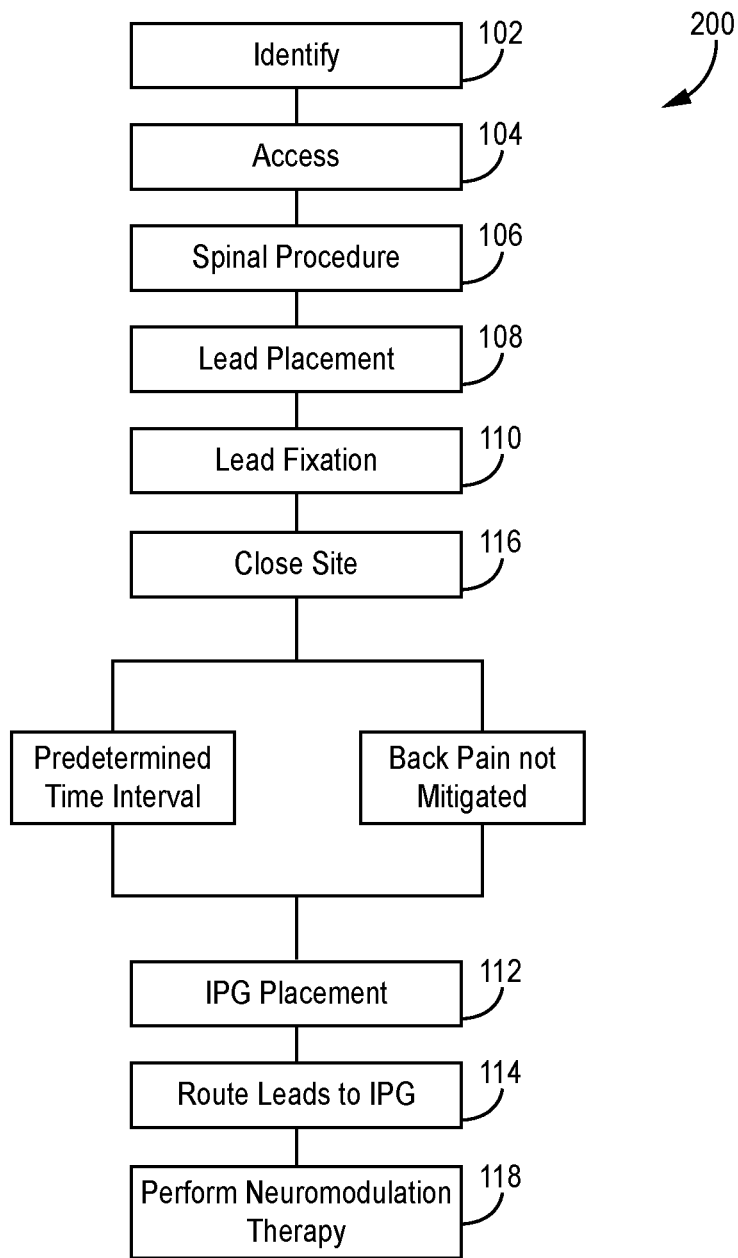 200
Identify
102
Access
104
Spinal Procedure
106
Lead Placement
108
Lead Fixation
110
Close Site
116
Predetermined
Time Interval
Back Pain not
Mitigated
IPG Placement
112
Route Leads to IPG
114
Perform Neuromodulation
Therapy
118